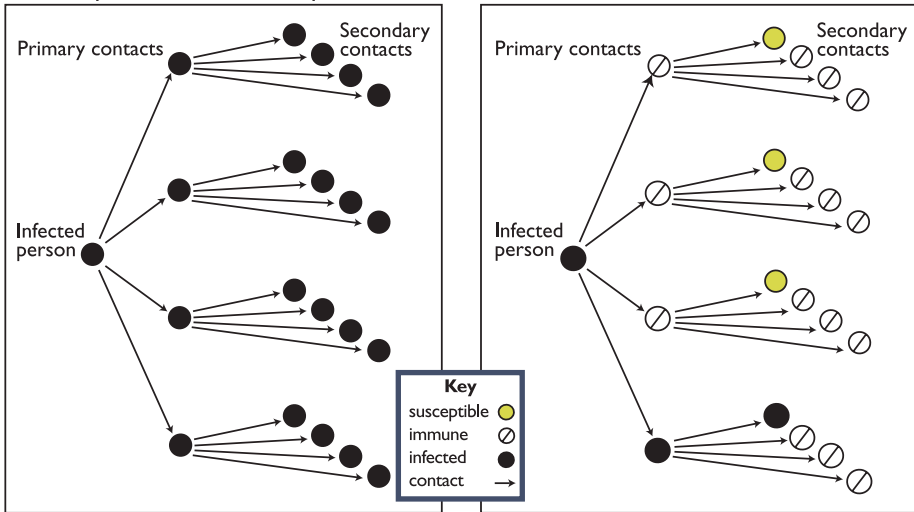 Primary contacts
Secondary
contacts
Infected
person
Primary contacts
Secondary
contacts
Infected
person
Key
susceptible
immune
infected
contact